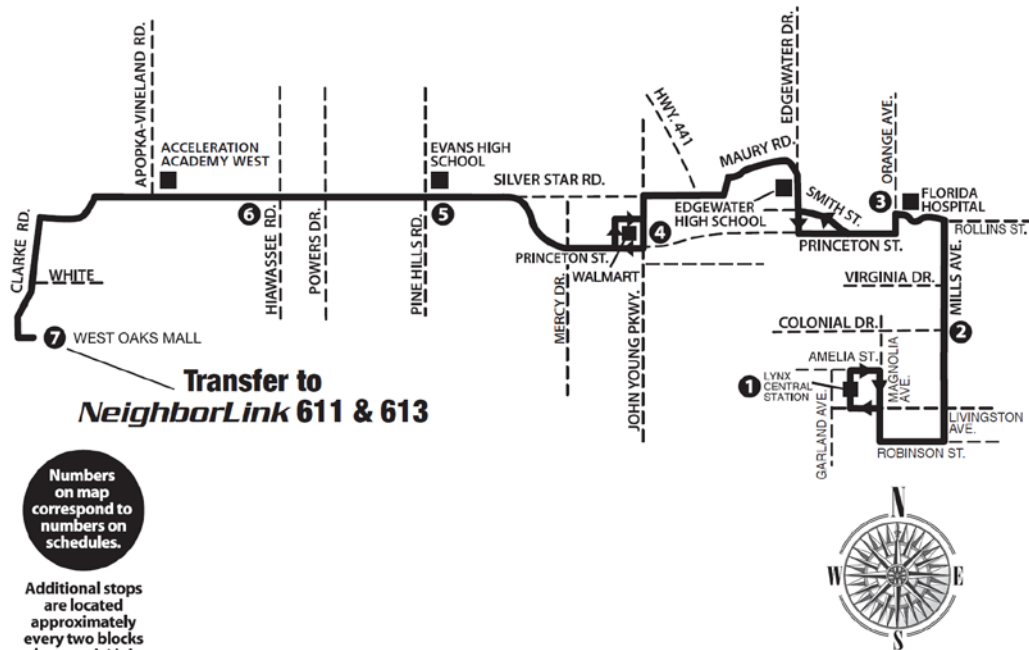 APOPKA-VINELAND RD.
ACCELERATION
ACADEMY WEST
HIAWASSEE RD.
POWERS DR.
PINE HILLS RD.
EVANS HIGH
SCHOOL
SILVER STAR RD.
HWY. 441
MAURY RD.
EDGEWATER DR.
EDGEWATER
HIGH SCHOOL
SMITH ST.
ORANGE AVE.
FLORIDA
HOSPITAL
ROLLINS ST.
PRINCETON ST.
PRINCETON ST.
WALMART
MERCY DR.
JOHN YOUNG PKWY.
CLARKE RD.
WHITE
VIRGINIA DR.
MILLS AVE.
COLONIAL DR.
AMELIA ST.
MAGNOLIA
AVE.
LYNX
CENTRAL
STATION
GARLAND AVE.
LIVINGSTON
AVE.
ROBINSON ST.
1
2
3
4
5
6
7 WEST OAKS MALL
Transfer to
NeighborLink 611 & 613
Numbers
on map
correspond to
numbers on
schedules.
Additional stops
are located
approximately
every two blocks
N
W
E
S